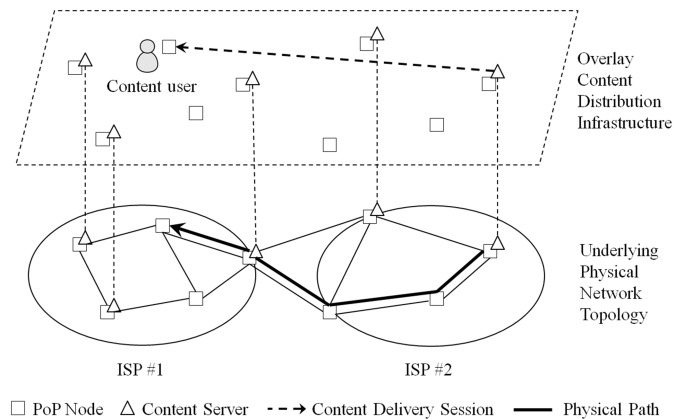 Content user
Overlay
Content
Distribution
Infrastructure
Underlying
Physical
Network
Topology
ISP #1
ISP #2
PoP Node
Content Server
Content Delivery Session
Physical Path